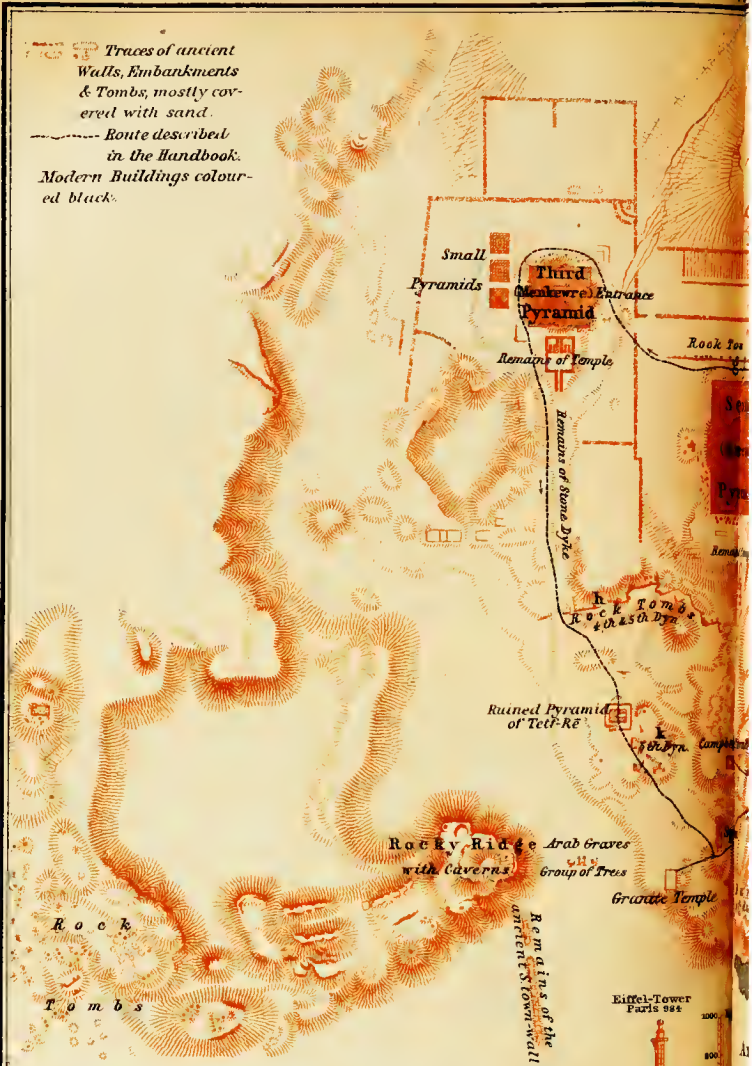 Traces of ancient
Walls, Embankments
& Tombs, mostly cov-
ered with sand.
Route described
in the Handbook.
Modern Buildings colour-
ed black.
Small
Pyramids
Third
(Menkewre)
Pyramid
Entrance
Rock
Remains of Temple
Remains of Stone Dyke
h
Rock Tombs
4th & 5th Dyn.
Ruined Pyramid
of Tetf-Rē
k
5th Dyn.
Rocky Ridge
with Caverns
Arab Graves
Group of Trees
Granite Temple
Rock
Tombs
Remains of the
ancient Stown-wall
Eiffel-Tower
Paris 984
1000
800